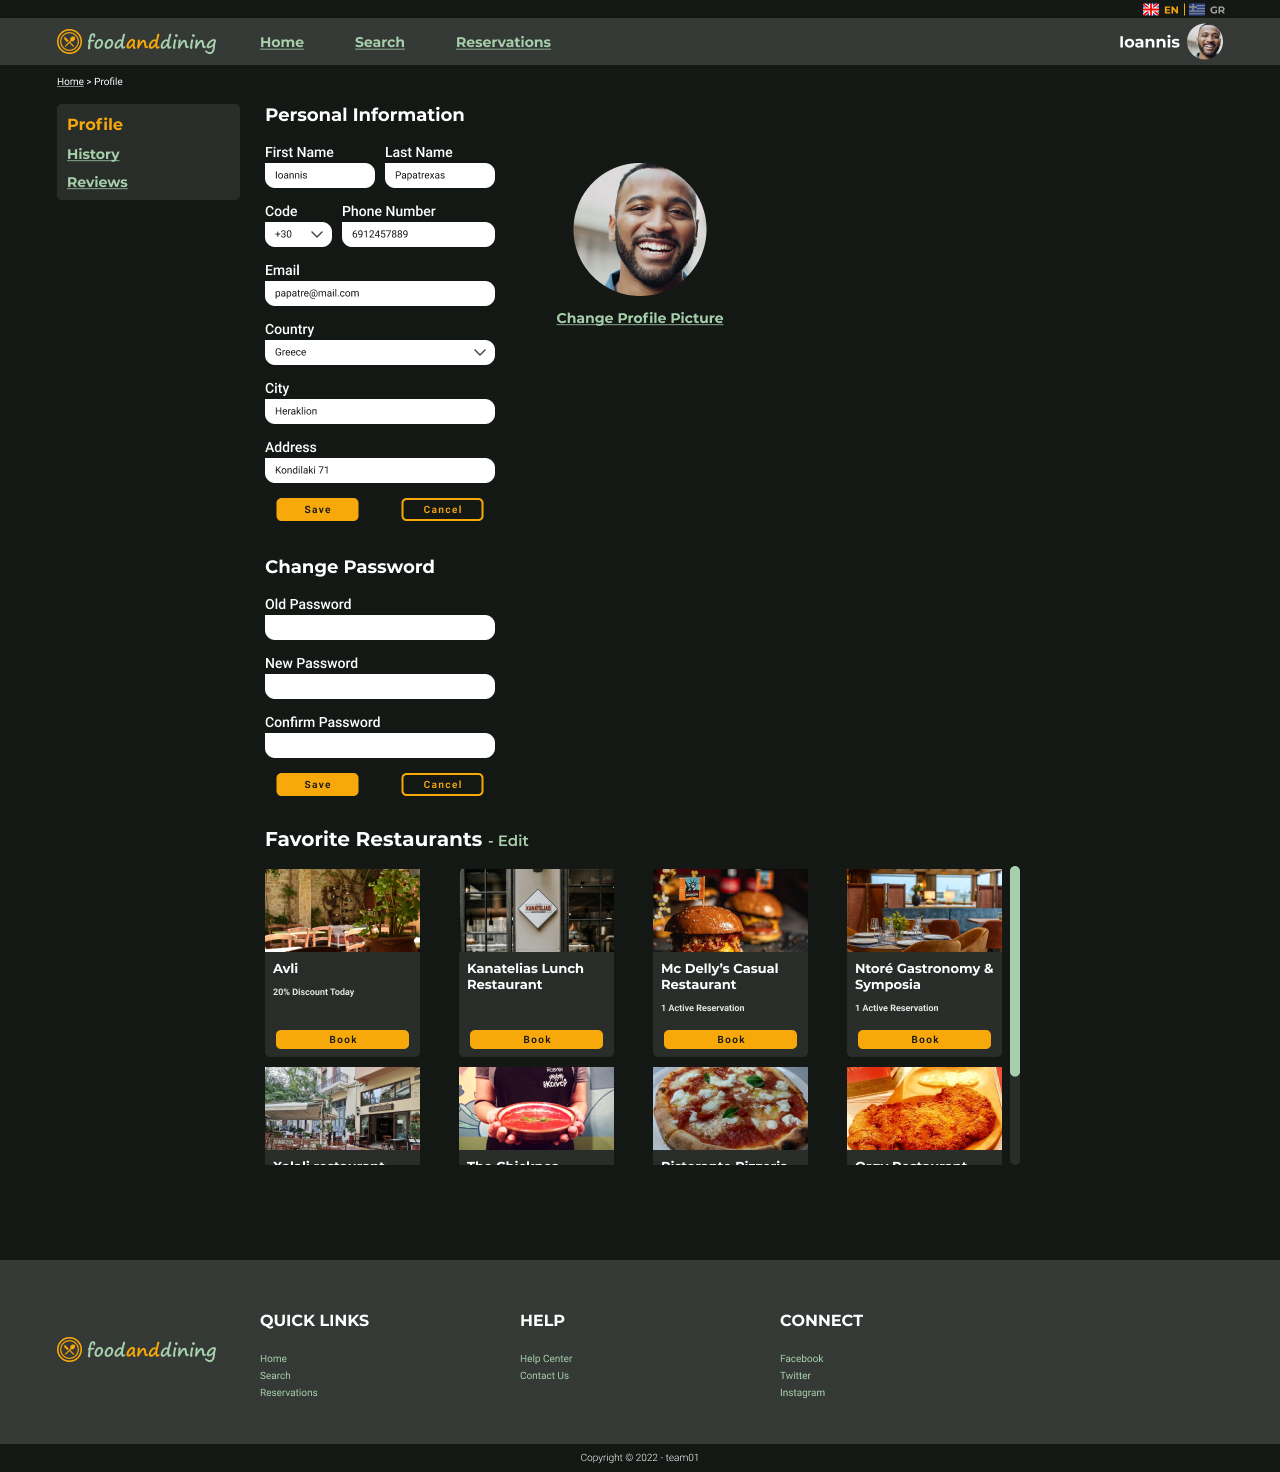 EN | GR
foodanddining Home Search Reservations Ioannis
Home > Profile
Profile
History
Reviews
Personal Information
First Name Last Name
Ioannis Papatrexas
Code Phone Number
+30 6912457889
Email
papatre@mail.com
Country
Greece
City
Heraklion
Address
Kondilaki 71
Save Cancel
Change Profile Picture
Change Password
Old Password
New Password
Confirm Password
Save Cancel
Favorite Restaurants - Edit
KANATELIAS
Avli
20% Discount Today
Book
Kanatelias Lunch
Restaurant
Book
Mc Delly's Casual
Restaurant
1 Active Reservation
Book
Ntoré Gastronomy &
Symposia
1 Active Reservation
Book
foodanddining
QUICK LINKS
Home
Search
Reservations
HELP
Help Center
Contact Us
CONNECT
Facebook
Twitter
Instagram
Copyright © 2022 - team01